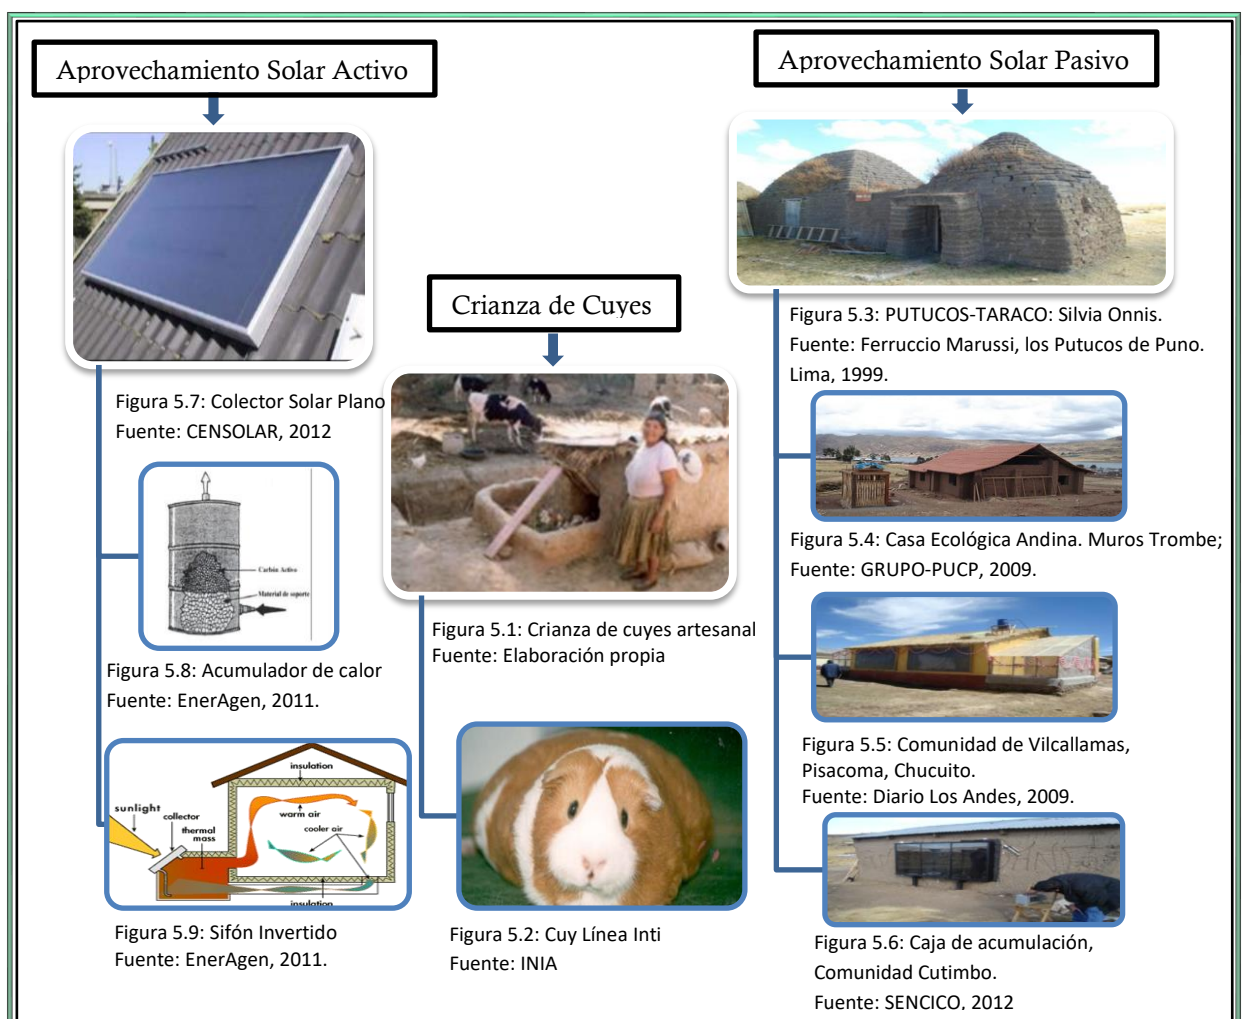 Aprovechamiento Solar Activo
Figura 5.7: Colector Solar Plano
Fuente: CENSOLAR, 2012
Carbón Activo
Material de soporte
Figura 5.8: Acumulador de calor
Fuente: EnerAgen, 2011.
insulation
sunlight
collector
thermal
mass
warm air
cooler air
insulation
Figura 5.9: Sifón Invertido
Fuente: EnerAgen, 2011.
Crianza de Cuyes
Figura 5.1: Crianza de cuyes artesanal
Fuente: Elaboración propia
Figura 5.2: Cuy Línea Inti
Fuente: INIA
Aprovechamiento Solar Pasivo
Figura 5.3: PUTUCOS-TARACO: Silvia Onnis.
Fuente: Ferruccio Marussi, los Putucos de Puno.
Lima, 1999.
Figura 5.4: Casa Ecológica Andina. Muros Trombe;
Fuente: GRUPO-PUCP, 2009.
Figura 5.5: Comunidad de Vilcallamas,
Pisacoma, Chucuito.
Fuente: Diario Los Andes, 2009.
Figura 5.6: Caja de acumulación,
Comunidad Cutimbo.
Fuente: SENCICO, 2012